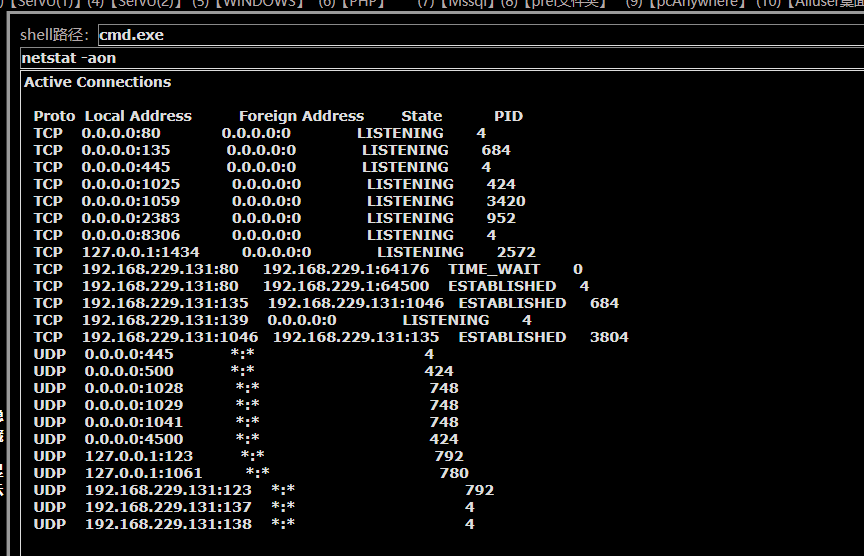 【ServU(1)】(4)【ServU(2)】 (5)【WINDOWS】 (6)【PHP】 (7)【Mssql】(8)【prel文件夹】 (9)【pcAnywhere】 (10)【Alluser桌面
shell路径： cmd.exe
netstat -aon
Active Connections
Proto Local Address Foreign Address State PID
TCP 0.0.0.0:80 0.0.0.0:0 LISTENING 4
TCP 0.0.0.0:135 0.0.0.0:0 LISTENING 684
TCP 0.0.0.0:445 0.0.0.0:0 LISTENING 4
TCP 0.0.0.0:1025 0.0.0.0:0 LISTENING 424
TCP 0.0.0.0:1059 0.0.0.0:0 LISTENING 3420
TCP 0.0.0.0:2383 0.0.0.0:0 LISTENING 952
TCP 0.0.0.0:8306 0.0.0.0:0 LISTENING 4
TCP 127.0.0.1:1434 0.0.0.0:0 LISTENING 2572
TCP 192.168.229.131:80 192.168.229.1:64176 TIME_WAIT 0
TCP 192.168.229.131:80 192.168.229.1:64500 ESTABLISHED 4
TCP 192.168.229.131:135 192.168.229.131:1046 ESTABLISHED 684
TCP 192.168.229.131:139 0.0.0.0:0 LISTENING 4
TCP 192.168.229.131:1046 192.168.229.131:135 ESTABLISHED 3804
UDP 0.0.0.0:445 *:* 4
UDP 0.0.0.0:500 *:* 424
UDP 0.0.0.0:1028 *:* 748
UDP 0.0.0.0:1029 *:* 748
UDP 0.0.0.0:1041 *:* 748
UDP 0.0.0.0:4500 *:* 424
UDP 127.0.0.1:123 *:* 792
UDP 127.0.0.1:1061 *:* 780
UDP 192.168.229.131:123 *:* 792
UDP 192.168.229.131:137 *:* 4
UDP 192.168.229.131:138 *:* 4